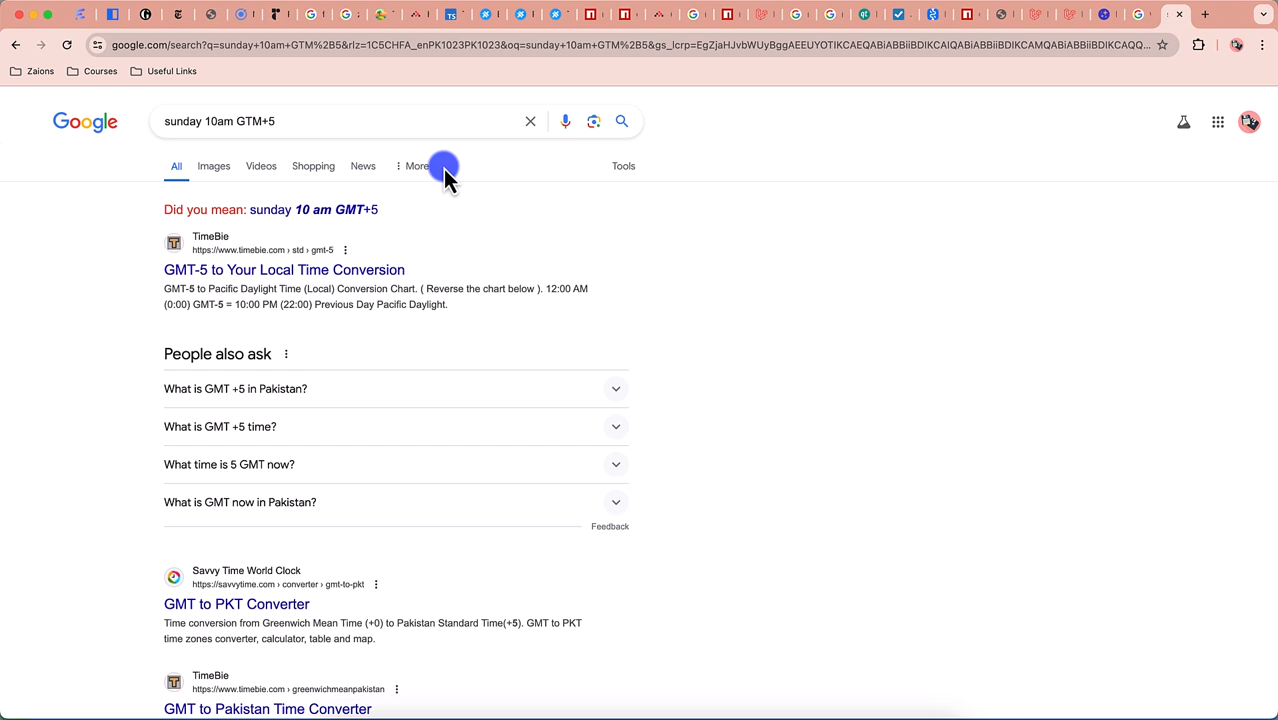 google.com/search?q=sunday+10am+GTM%2B5&rlz=1C5CHFA_enPK1023PK1023&oq=sunday+10am+GTM%2B5&gs_lcrp=EgZjaHJvbWUyBggAEEUYOTIKCAEQABiABBiiBDIKCAIQABiABBiiBDIKCAMQABiABBiiBDIKCAQQ...
Zaions
Courses
Useful Links
Google
sunday 10am GTM+5
All
Images
Videos
Shopping
News
More
Tools
Did you mean: sunday 10 am GMT+5
TimeBie
https://www.timebie.com › std › gmt-5
GMT-5 to Your Local Time Conversion
GMT-5 to Pacific Daylight Time (Local) Conversion Chart. ( Reverse the chart below ). 12:00 AM
(0:00) GMT-5 = 10:00 PM (22:00) Previous Day Pacific Daylight.
People also ask
What is GMT +5 in Pakistan?
What is GMT +5 time?
What time is 5 GMT now?
What is GMT now in Pakistan?
Feedback
Savvy Time World Clock
https://savvytime.com › converter › gmt-to-pkt
GMT to PKT Converter
Time conversion from Greenwich Mean Time (+0) to Pakistan Standard Time(+5). GMT to PKT
time zones converter, calculator, table and map.
TimeBie
https://www.timebie.com › greenwichmeanpakistan
GMT to Pakistan Time Converter